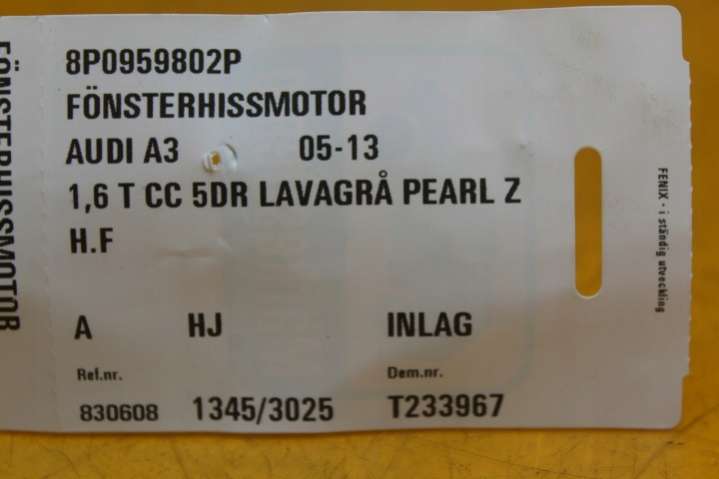 FÖNSTERHISSMOTOR
8P0959802P
FÖNSTERHISSMOTOR
AUDI A3 05-13
1,6 T CC 5DR LAVAGRÅ PEARL Z
H.F
A HJ INLAG
Ref.nr. Dem.nr.
830608 1345/3025 T233967
FENIX - i ständig utveckling